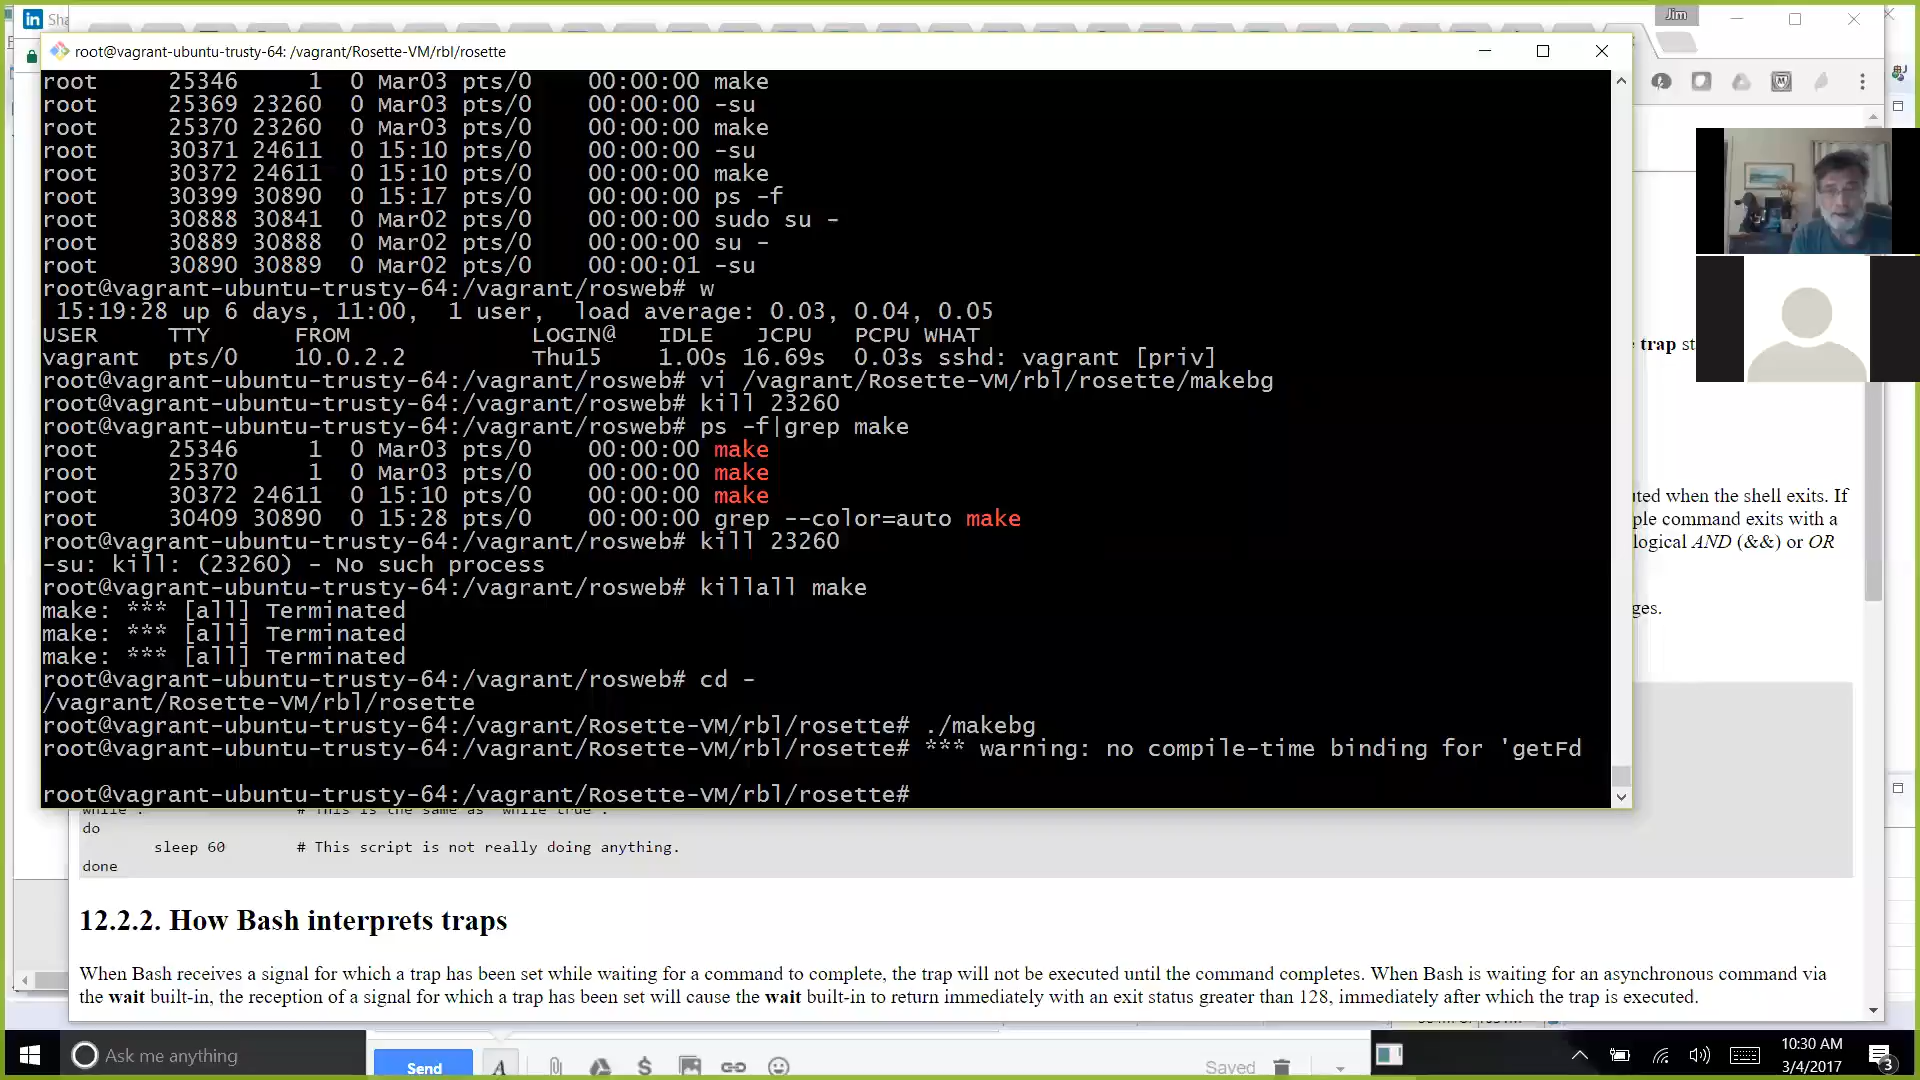 in Sha
Jim
root@vagrant-ubuntu-trusty-64: /vagrant/Rosette-VM/rbl/rosette
root     25346     1  0 Mar03 pts/0    00:00:00 make
root     25369 23260  0 Mar03 pts/0    00:00:00 -su
root     25370 23260  0 Mar03 pts/0    00:00:00 make
root     30371 24611  0 15:10 pts/0    00:00:00 -su
root     30372 24611  0 15:10 pts/0    00:00:00 make
root     30399 30890  0 15:17 pts/0    00:00:00 ps -f
root     30888 30841  0 Mar02 pts/0    00:00:00 sudo su -
root     30889 30888  0 Mar02 pts/0    00:00:00 su -
root     30890 30889  0 Mar02 pts/0    00:00:01 -su
root@vagrant-ubuntu-trusty-64:/vagrant/rosweb# w
 15:19:28 up 6 days, 11:00,  1 user,  load average: 0.03, 0.04, 0.05
USER     TTY      FROM             LOGIN@   IDLE   JCPU   PCPU WHAT
vagrant  pts/0    10.0.2.2         Thu15    1.00s 16.69s  0.03s sshd: vagrant [priv]
root@vagrant-ubuntu-trusty-64:/vagrant/rosweb# vi /vagrant/Rosette-VM/rbl/rosette/makebg
root@vagrant-ubuntu-trusty-64:/vagrant/rosweb# kill 23260
root@vagrant-ubuntu-trusty-64:/vagrant/rosweb# ps -f|grep make
root     25346     1  0 Mar03 pts/0    00:00:00 make
root     25370     1  0 Mar03 pts/0    00:00:00 make
root     30372 24611  0 15:10 pts/0    00:00:00 make
root     30409 30890  0 15:28 pts/0    00:00:00 grep --color=auto make
root@vagrant-ubuntu-trusty-64:/vagrant/rosweb# kill 23260
-su: kill: (23260) - No such process
root@vagrant-ubuntu-trusty-64:/vagrant/rosweb# killall make
make: *** [all] Terminated
make: *** [all] Terminated
make: *** [all] Terminated
root@vagrant-ubuntu-trusty-64:/vagrant/rosweb# cd -
/vagrant/Rosette-VM/rbl/rosette
root@vagrant-ubuntu-trusty-64:/vagrant/Rosette-VM/rbl/rosette# ./makebg
root@vagrant-ubuntu-trusty-64:/vagrant/Rosette-VM/rbl/rosette# *** warning: no compile-time binding for 'getFd
root@vagrant-ubuntu-trusty-64:/vagrant/Rosette-VM/rbl/rosette#
trap st
uted when the shell exits. If
ple command exits with a
logical AND (&&) or OR
ges.
while :          # This is the same as "while true".
do
        sleep 60         # This script is not really doing anything.
done
12.2.2. How Bash interprets traps
When Bash receives a signal for which a trap has been set while waiting for a command to complete, the trap will not be executed until the command completes. When Bash is waiting for an asynchronous command via
the wait built-in, the reception of a signal for which a trap has been set will cause the wait built-in to return immediately with an exit status greater than 128, immediately after which the trap is executed.
Ask me anything
Send
A
Saved
10:30 AM
3/4/2017
3